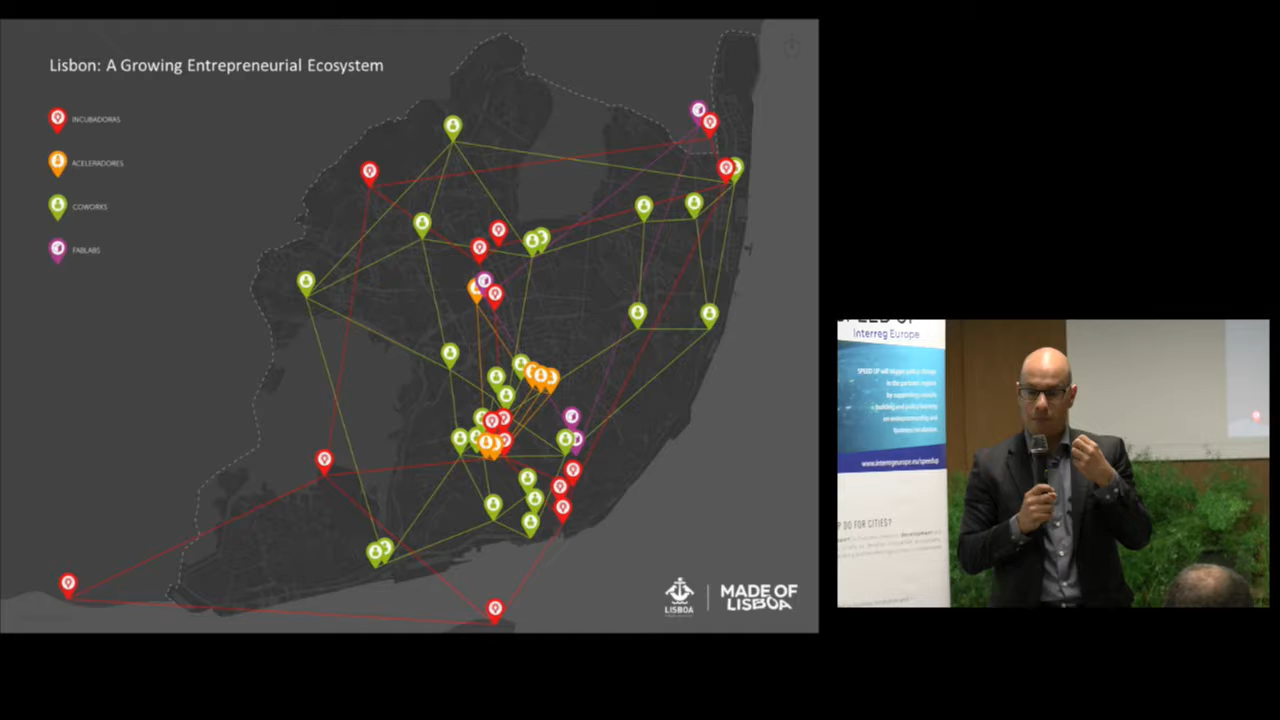 Lisbon: A Growing Entrepreneurial Ecosystem
INCUBADORAS
ACELERADORES
COWORKS
FABLABS
LISBOA
MADE OF
LISBOA
Interreg Europe
SPEED UP will trigger policy change
in the partner regions
by supporting capacity
building and policy learning
on entrepreneurship and
business incubation
www.interregeurope.eu/speedup
P DO FOR CITIES?